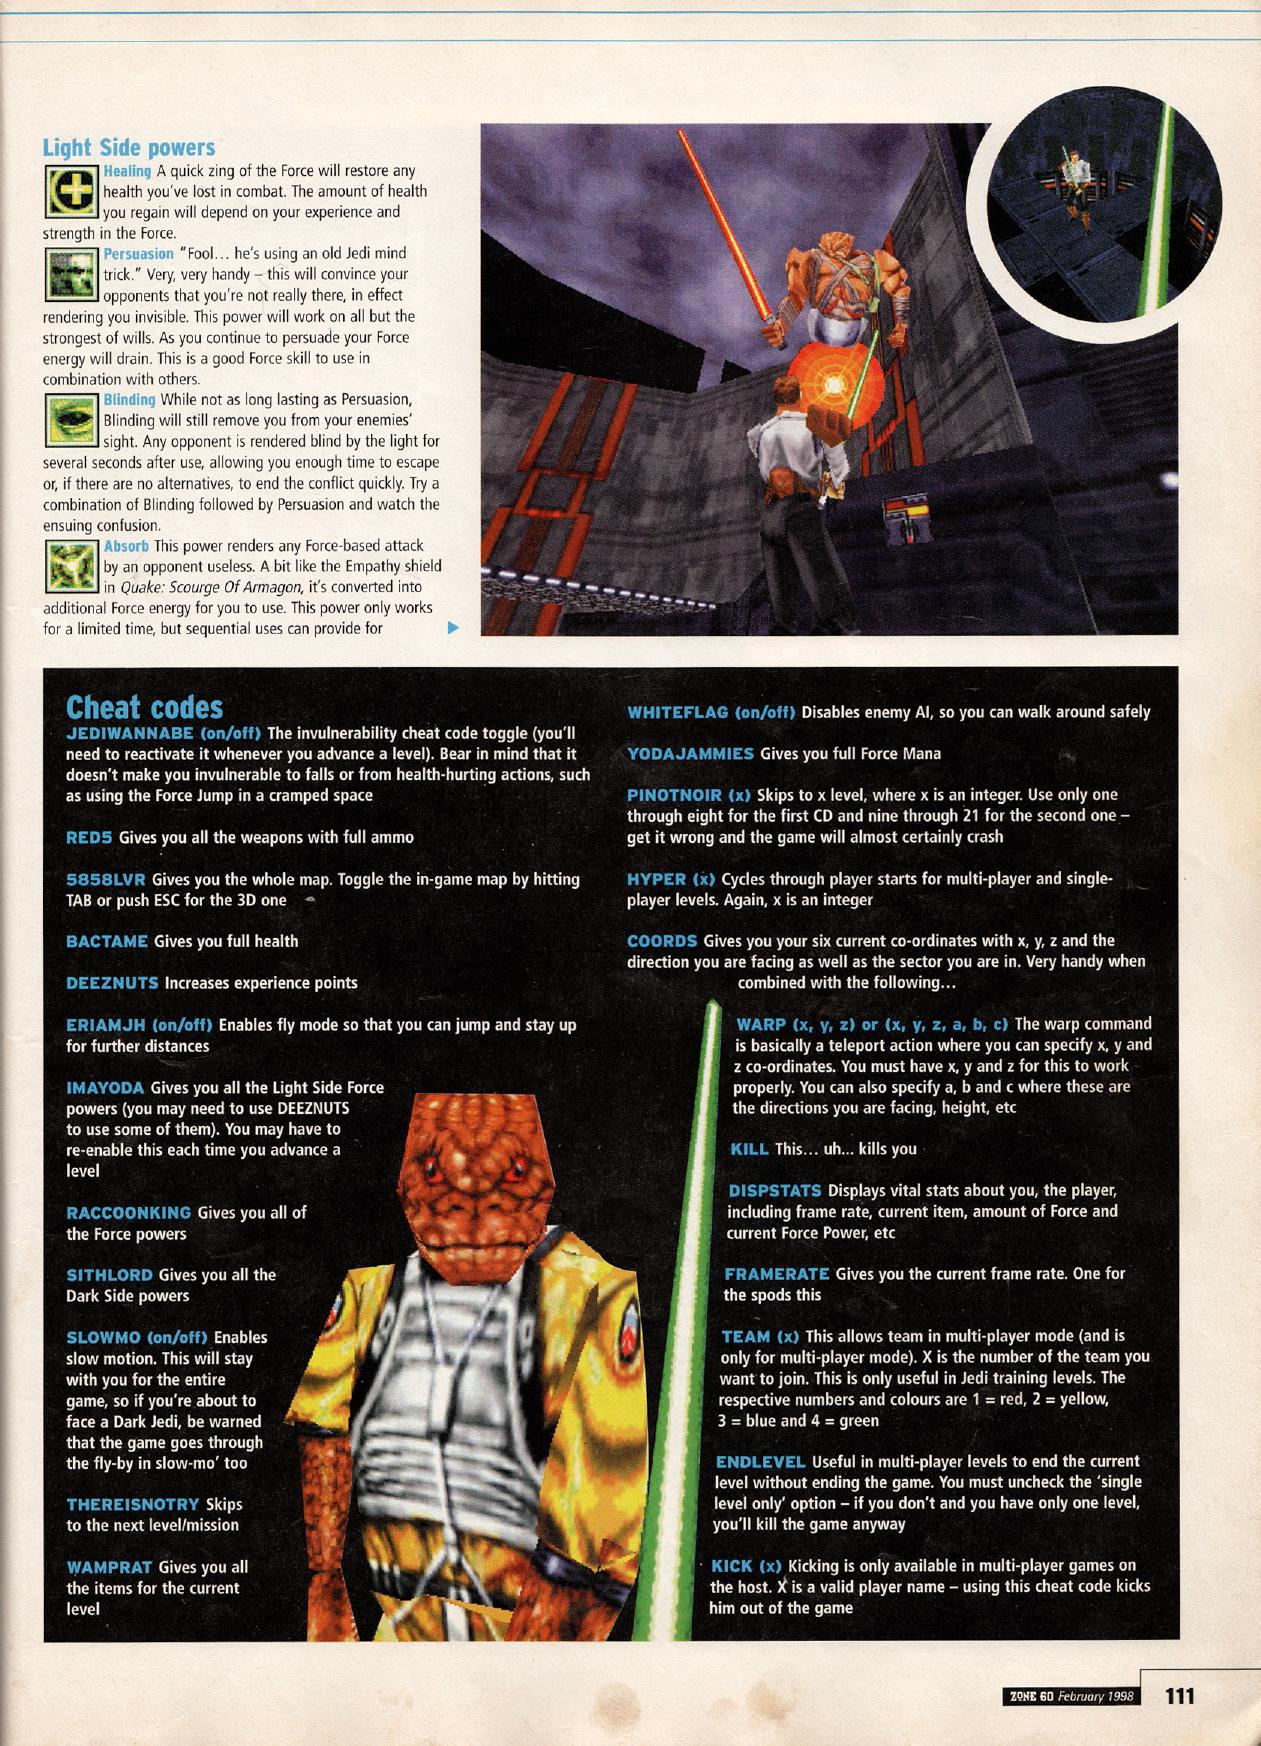 Light Side powers
Healing A quick zing of the Force will restore any
health you've lost in combat. The amount of health
you regain will depend on your experience and
strength in the Force.
Persuasion "Fool... he's using an old Jedi mind
trick." Very, very handy – this will convince your
opponents that you're not really there, in effect
rendering you invisible. This power will work on all but the
strongest of wills. As you continue to persuade your Force
energy will drain. This is a good Force skill to use in
combination with others.
Blinding While not as long lasting as Persuasion,
Blinding will still remove you from your enemies'
sight. Any opponent is rendered blind by the light for
several seconds after use, allowing you enough time to escape
or, if there are no alternatives, to end the conflict quickly. Try a
combination of Blinding followed by Persuasion and watch the
ensuing confusion.
Absorb This power renders any Force-based attack
by an opponent useless. A bit like the Empathy shield
in Quake: Scourge Of Armagon, it's converted into
additional Force energy for you to use. This power only works
for a limited time, but sequential uses can provide for
Cheat codes
JEDIWANNABE (on/off) The invulnerability cheat code toggle (you'll
need to reactivate it whenever you advance a level). Bear in mind that it
doesn't make you invulnerable to falls or from health-hurting actions, such
as using the Force Jump in a cramped space
RED5 Gives you all the weapons with full ammo
5858LVR Gives you the whole map. Toggle the in-game map by hitting
TAB or push ESC for the 3D one
BACTAME Gives you full health
DEEZNUTS Increases experience points
ERIAMJH (on/off) Enables fly mode so that you can jump and stay up
for further distances
IMAYODA Gives you all the Light Side Force
powers (you may need to use DEEZNUTS
to use some of them). You may have to
re-enable this each time you advance a
level
RACCOONKING Gives you all of
the Force powers
SITHLORD Gives you all the
Dark Side powers
SLOWMO (on/off) Enables
slow motion. This will stay
with you for the entire
game, so if you're about to
face a Dark Jedi, be warned
that the game goes through
the fly-by in slow-mo' too
THEREISNOTRY Skips
to the next level/mission
WAMPRAT Gives you all
the items for the current
level
WHITEFLAG (on/off) Disables enemy AI, so you can walk around safely
YODAJAMMIES Gives you full Force Mana
PINOTNOIR (x) Skips to x level, where x is an integer. Use only one
through eight for the first CD and nine through 21 for the second one –
get it wrong and the game will almost certainly crash
HYPER (x) Cycles through player starts for multi-player and single-
player levels. Again, x is an integer
COORDS Gives you your six current co-ordinates with x, y, z and the
direction you are facing as well as the sector you are in. Very handy when
combined with the following...
WARP (x, y, z) or (x, y, z, a, b, c) The warp command
is basically a teleport action where you can specify x, y and
z co-ordinates. You must have x, y and z for this to work
properly. You can also specify a, b and c where these are
the directions you are facing, height, etc
KILL This... uh... kills you
DISPSTATS Displays vital stats about you, the player,
including frame rate, current item, amount of Force and
current Force Power, etc
FRAMERATE Gives you the current frame rate. One for
the spods this
TEAM (x) This allows team in multi-player mode (and is
only for multi-player mode). X is the number of the team you
want to join. This is only useful in Jedi training levels. The
respective numbers and colours are 1 = red, 2 = yellow,
3 = blue and 4 = green
ENDLEVEL Useful in multi-player levels to end the current
level without ending the game. You must uncheck the 'single
level only' option – if you don't and you have only one level,
you'll kill the game anyway
KICK (x) Kicking is only available in multi-player games on
the host. X is a valid player name – using this cheat code kicks
him out of the game
ZONE 60 February 1998 111